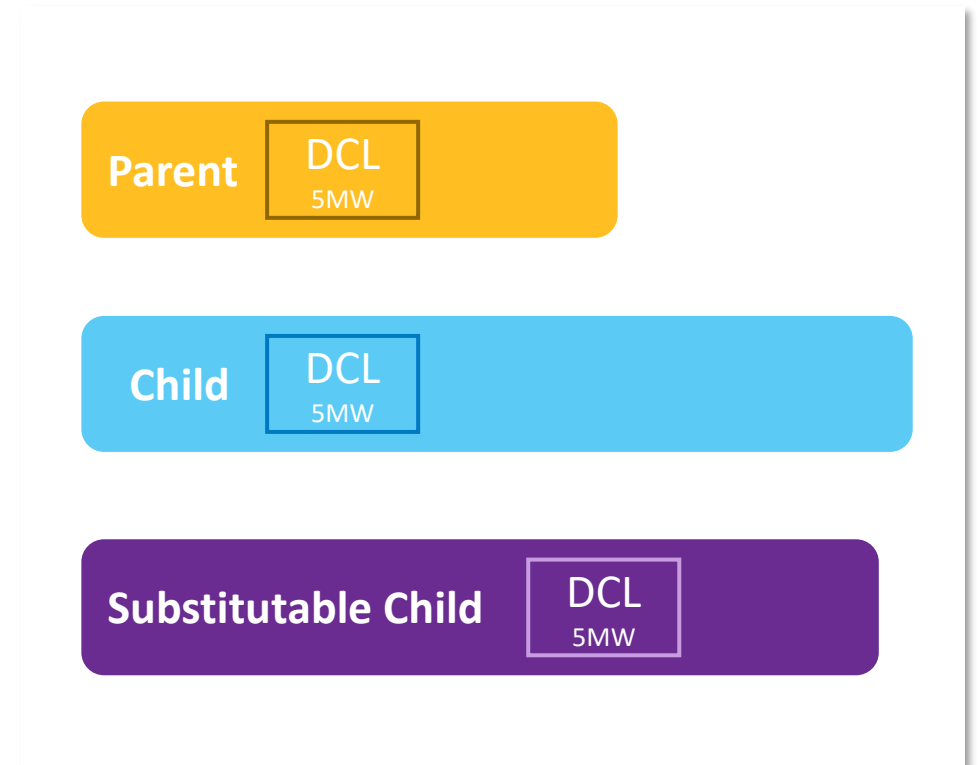 Parent
DCL
5MW
Child
DCL
5MW
Substitutable Child
DCL
5MW